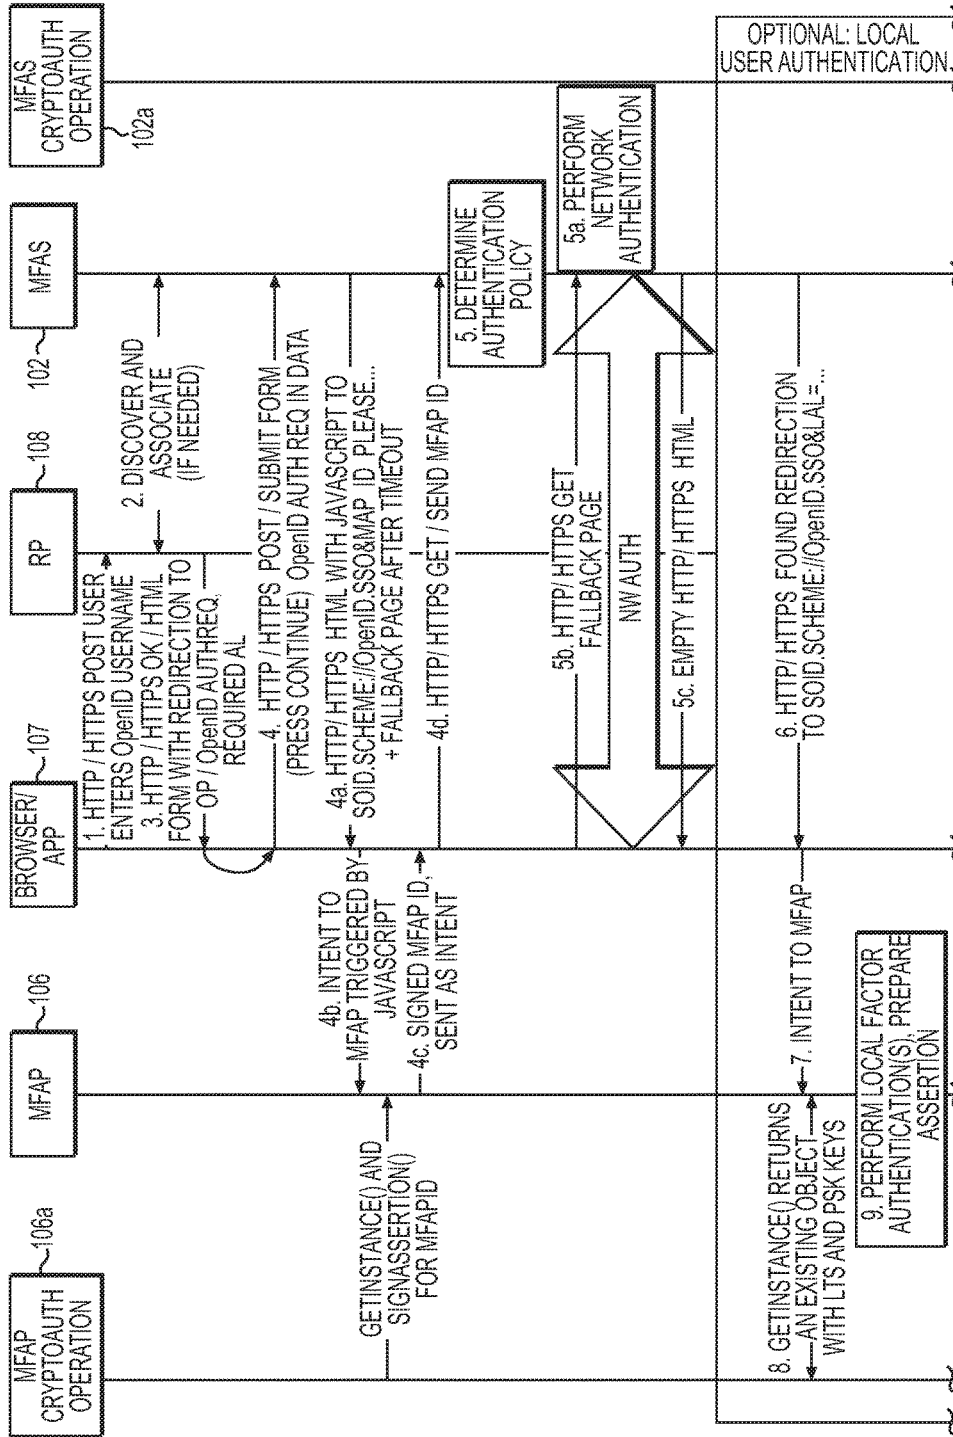 MFAP
CRYPTOAUTH
OPERATION
106a
MFAP
106
BROWSER/
APP
107
RP
108
MFAS
102
MFAS
CRYPTOAUTH
OPERATION
102a
1. HTTP / HTTPS POST USER
ENTERS OpenID USERNAME
2. DISCOVER AND
ASSOCIATE
(IF NEEDED)
3. HTTP / HTTPS OK / HTML
FORM WITH REDIRECTION TO
OP / OpenID AUTHREQ,
REQUIRED AL
4. HTTP / HTTPS POST / SUBMIT FORM
(PRESS CONTINUE) OpenID AUTH REQ IN DATA
4a. HTTP/ HTTPS HTML WITH JAVASCRIPT TO
SOID.SCHEME://OpenID.SSO&MAP ID PLEASE...
+ FALLBACK PAGE AFTER TIMEOUT
4b. INTENT TO
MFAP TRIGGERED BY
JAVASCRIPT
GETINSTANCE() AND
SIGNASSERTION()
FOR MFAPID
4c. SIGNED MFAP ID,
SENT AS INTENT
4d. HTTP/ HTTPS GET / SEND MFAP ID
5. DETERMINE
AUTHENTICATION
POLICY
5a. PERFORM
NETWORK
AUTHENTICATION
5b. HTTP/ HTTPS GET
FALLBACK PAGE
NW AUTH
5c. EMPTY HTTP/ HTTPS HTML
OPTIONAL: LOCAL
USER AUTHENTICATION
6. HTTP/ HTTPS FOUND REDIRECTION
TO SOID.SCHEME://OpenID.SSO&LAL=...
7. INTENT TO MFAP
8. GETINSTANCE() RETURNS
AN EXISTING OBJECT
WITH LTS AND PSK KEYS
9. PERFORM LOCAL FACTOR
AUTHENTICATION(S), PREPARE
ASSERTION